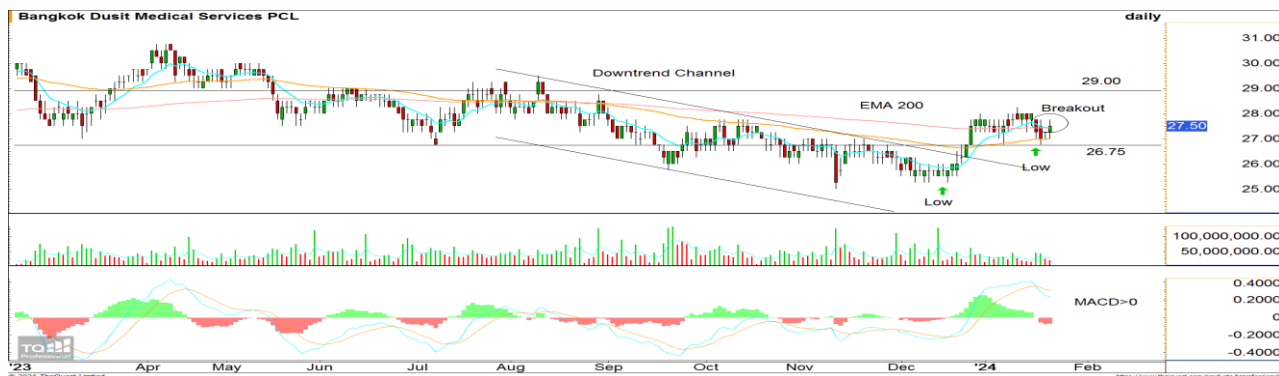 Bangkok Dusit Medical Services PCL daily
31.00
30.00
Downtrend Channel
29.00
29.00
EMA 200
Breakout
28.00
27.50
27.00
26.75
26.00
Low
25.00
Low
100,000,000.00
50,000,000.00
0.4000
MACD>0
0.2000
0
-0.2000
-0.4000
TQ
Professional
'23 Apr May Jun Jul Aug Sep Oct Nov Dec '24 Feb